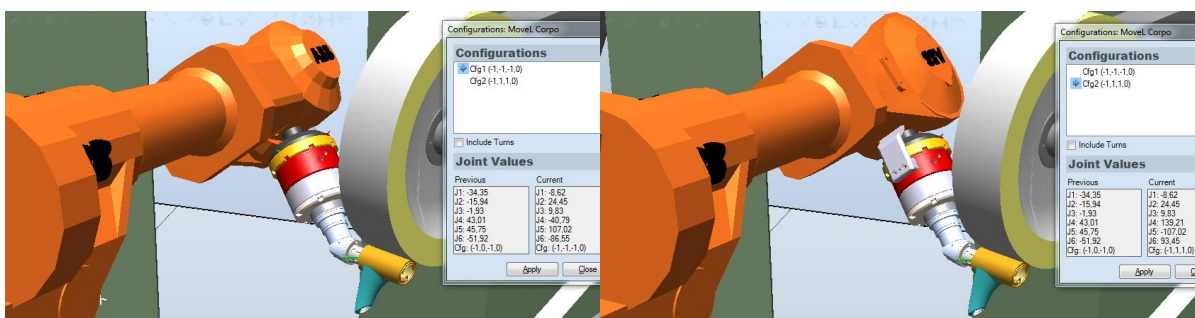 ABB
Configurations: MoveL Corpo
Configurations
Cfg1 (-1,-1,-1,0)
Cfg2 (-1,1,1,0)
Include Turns
Joint Values
Previous
Current
J1: -34,35
J2: -15,94
J3: -1,93
J4: 43,01
J5: 45,75
J6: -51,92
Cfg: (-1,0,-1,0)
J1: -8,62
J2: 24,45
J3: 9,83
J4: -40,79
J5: 107,02
J6: -86,55
Cfg: (-1,-1,-1,0)
Apply
Close
Configurations: MoveL Corpo
Configurations
Cfg1 (-1,-1,-1,0)
Cfg2 (-1,1,1,0)
Include Turns
Joint Values
Previous
Current
J1: -34,35
J2: -15,94
J3: -1,93
J4: 43,01
J5: 45,75
J6: -51,92
Cfg: (-1,0,-1,0)
J1: -8,62
J2: 24,45
J3: 9,83
J4: 139,21
J5: -107,02
J6: 93,45
Cfg: (-1,1,1,0)
Apply